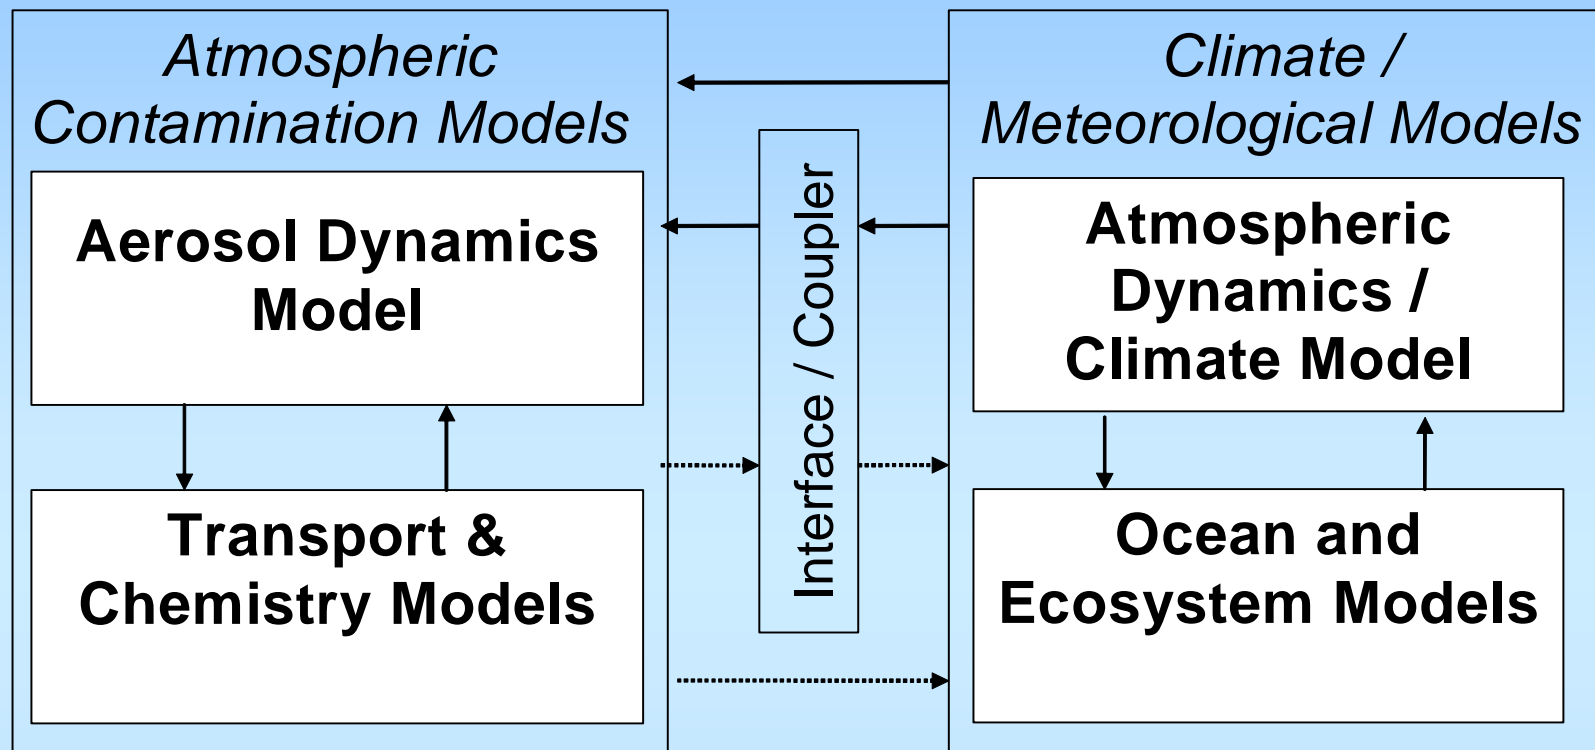 Atmospheric
Contamination Models
Aerosol Dynamics
Model
Transport &
Chemistry Models
Interface / Coupler
Climate /
Meteorological Models
Atmospheric
Dynamics /
Climate Model
Ocean and
Ecosystem Models